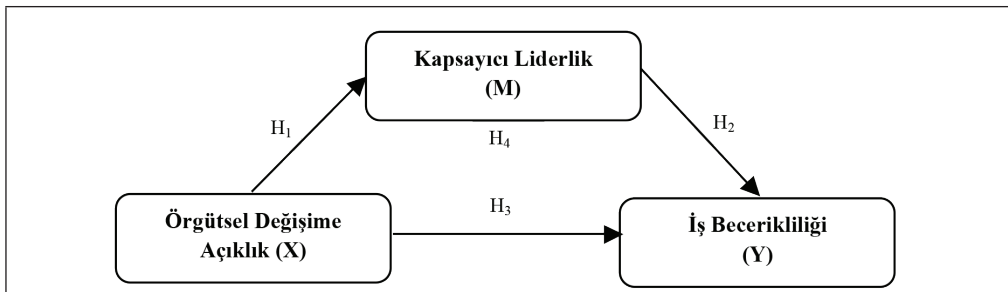 Kapsayıcı Liderlik
(M)
H₁
H₂
H₄
H₃
Örgütsel Değişime
Açıklık (X)
İş Becerikliliği
(Y)